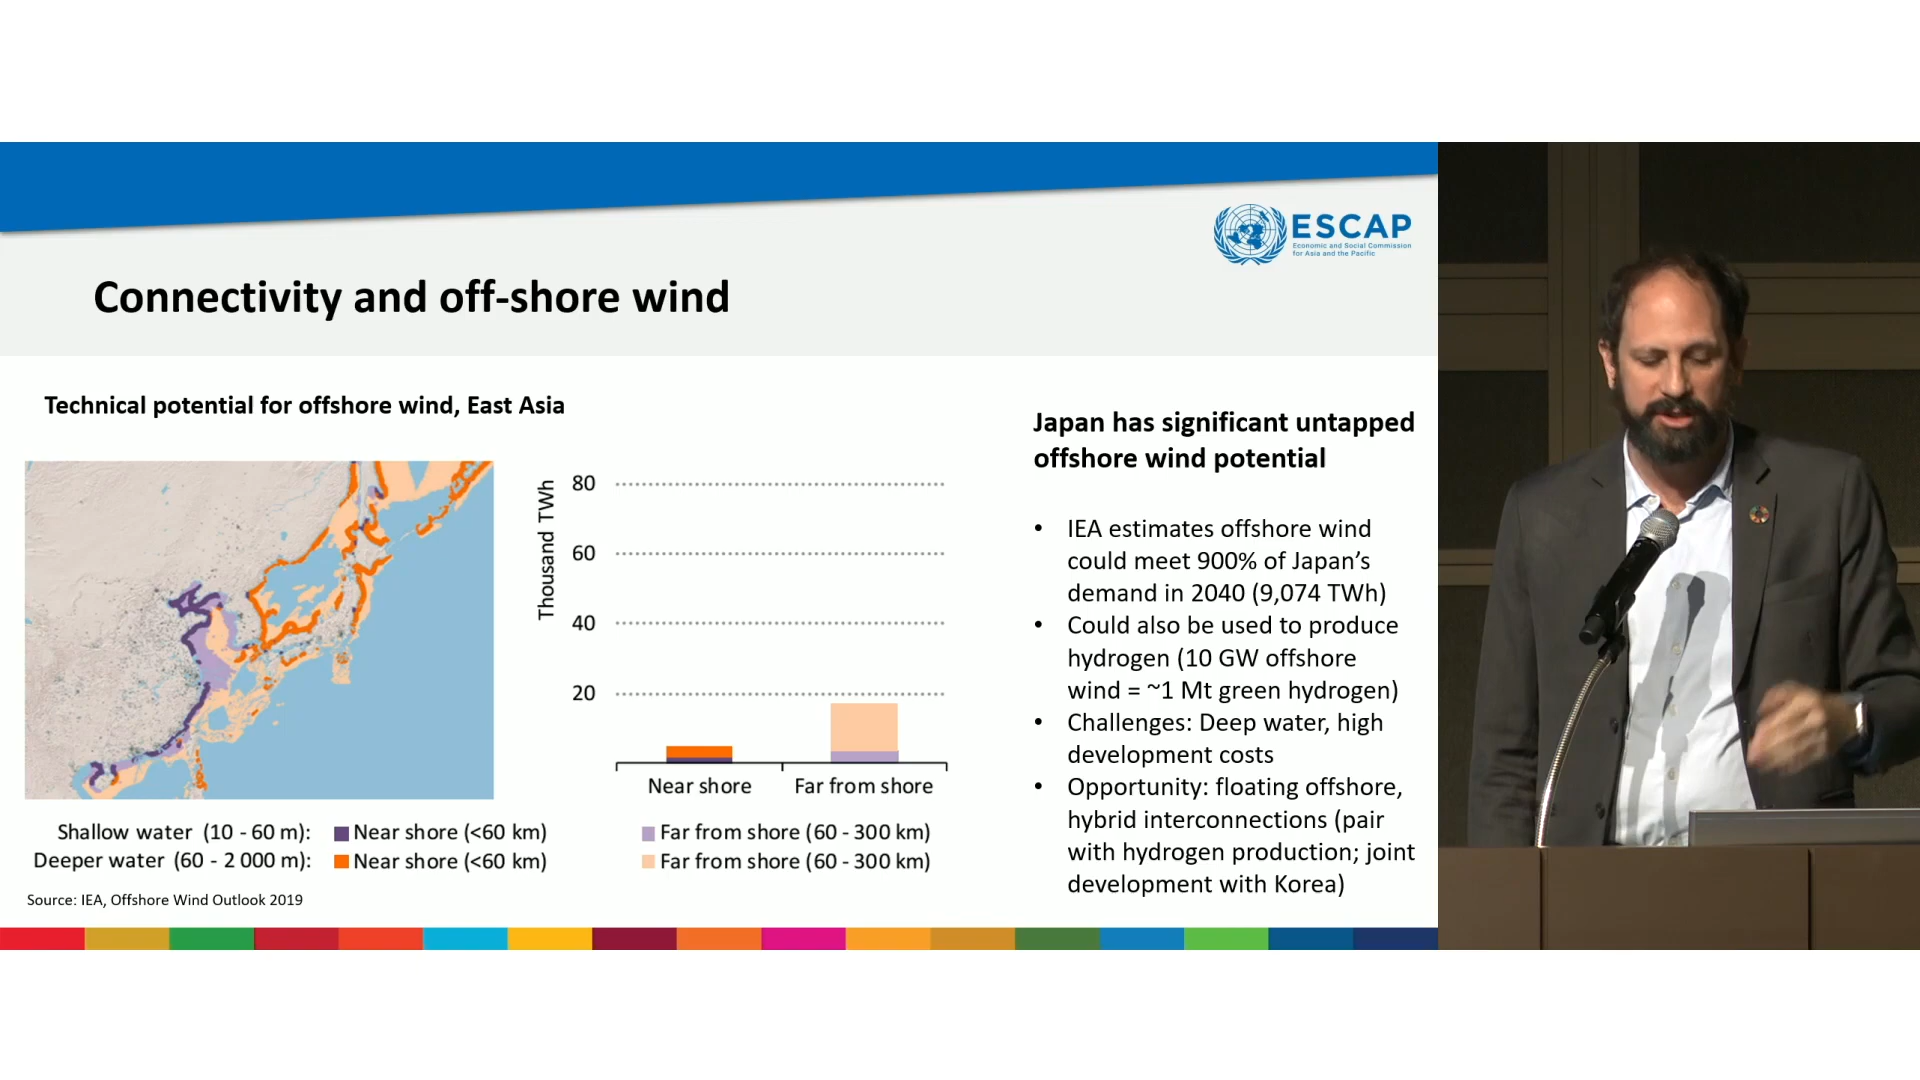 ESCAP
Economic and Social Commission
for Asia and the Pacific
Connectivity and off-shore wind
Technical potential for offshore wind, East Asia
Thousand TWh
80
60
40
20
Near shore
Far from shore
Shallow water (10 - 60 m):
Near shore (<60 km)
Far from shore (60 - 300 km)
Deeper water (60 - 2 000 m):
Near shore (<60 km)
Far from shore (60 - 300 km)
Source: IEA, Offshore Wind Outlook 2019
Japan has significant untapped
offshore wind potential
• IEA estimates offshore wind
could meet 900% of Japan’s
demand in 2040 (9,074 TWh)
• Could also be used to produce
hydrogen (10 GW offshore
wind = ~1 Mt green hydrogen)
• Challenges: Deep water, high
development costs
• Opportunity: floating offshore,
hybrid interconnections (pair
with hydrogen production; joint
development with Korea)